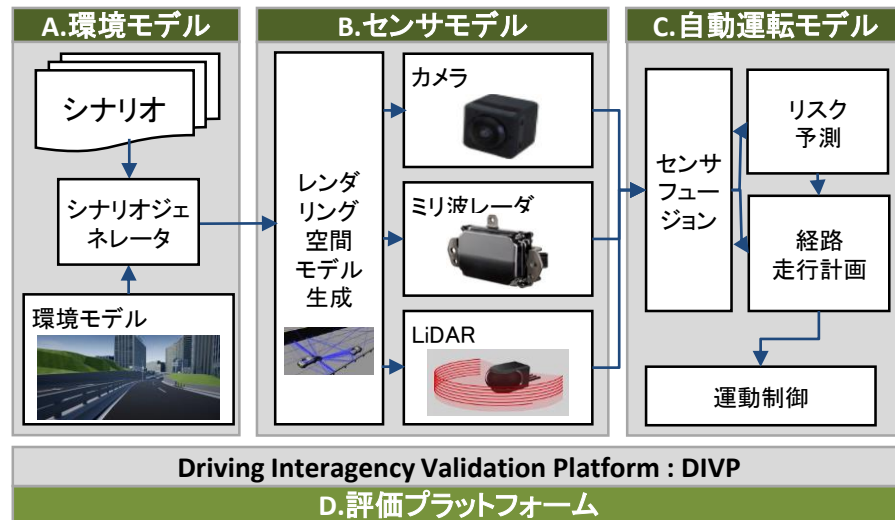 A.環境モデル
シナリオ
シナリオジェ
ネレータ
環境モデル
B.センサモデル
レンダ
リング
空間
モデル
生成
カメラ
ミリ波レーダ
LiDAR
C.自動運転モデル
センサ
フュー
ジョン
リスク
予測
経路
走行計画
運動制御
Driving Interagency Validation Platform : DIVP
D.評価プラットフォーム